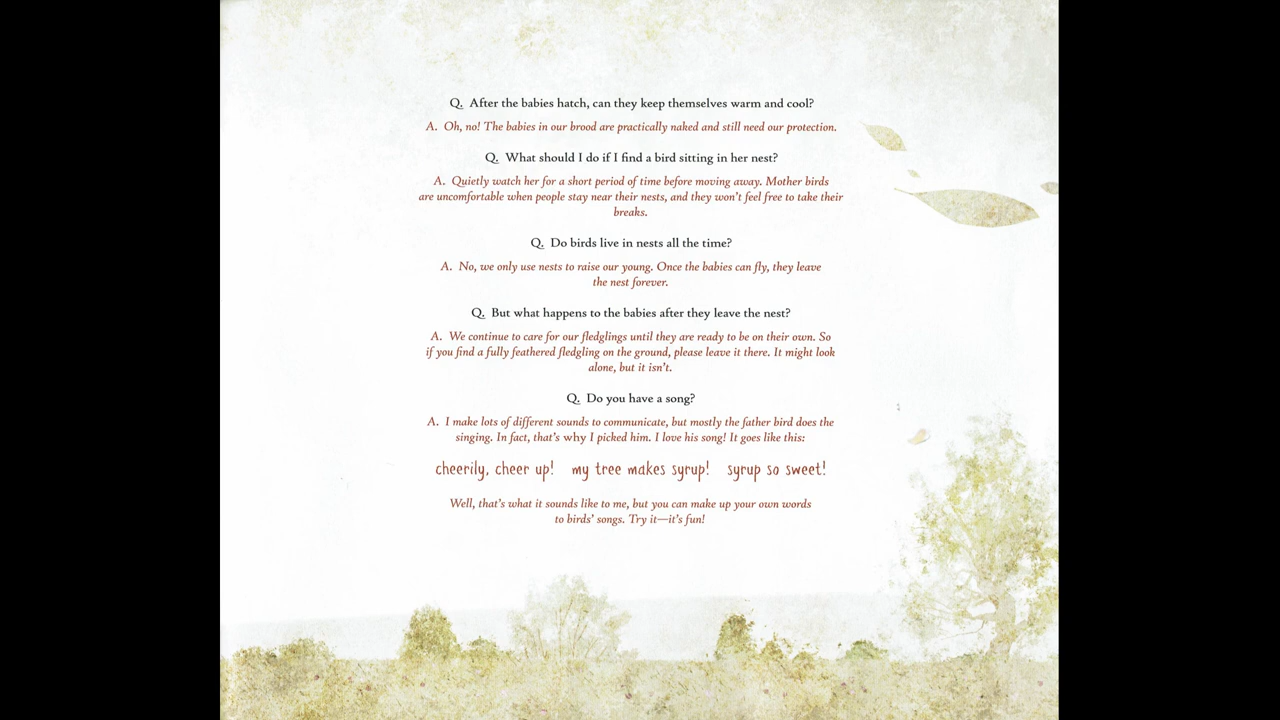 Q. After the babies hatch, can they keep themselves warm and cool?
A. Oh, no! The babies in our brood are practically naked and still need our protection.
Q. What should I do if I find a bird sitting in her nest?
A. Quietly watch her for a short period of time before moving away. Mother birds
are uncomfortable when people stay near their nests, and they won't feel free to take their
breaks.
Q. Do birds live in nests all the time?
A. No, we only use nests to raise our young. Once the babies can fly, they leave
the nest forever.
Q. But what happens to the babies after they leave the nest?
A. We continue to care for our fledglings until they are ready to be on their own. So
if you find a fully feathered fledgling on the ground, please leave it there. It might look
alone, but it isn't.
Q. Do you have a song?
A. I make lots of different sounds to communicate, but mostly the father bird does the
singing. In fact, that's why I picked him. I love his song! It goes like this:
cheerily, cheer up! my tree makes syrup! syrup so sweet!
Well, that's what it sounds like to me, but you can make up your own words
to birds' songs. Try it—it's fun!